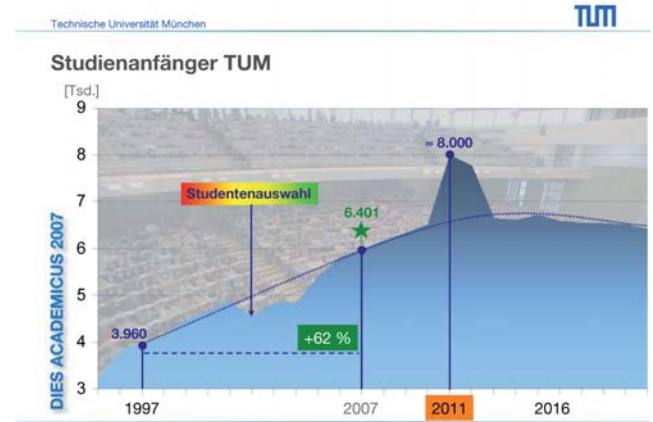 Technische Universität München
TUM
Studienanfänger TUM
[Tsd.]
9
8
7
6
5
4
3
DIES ACADEMICUS 2007
≈ 8.000
Studentenauswahl
6.401
3.960
+62 %
1997
2007
2011
2016